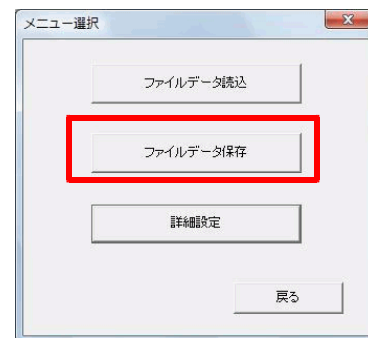 メニュー選択
ファイルデータ読込
ファイルデータ保存
詳細設定
戻る